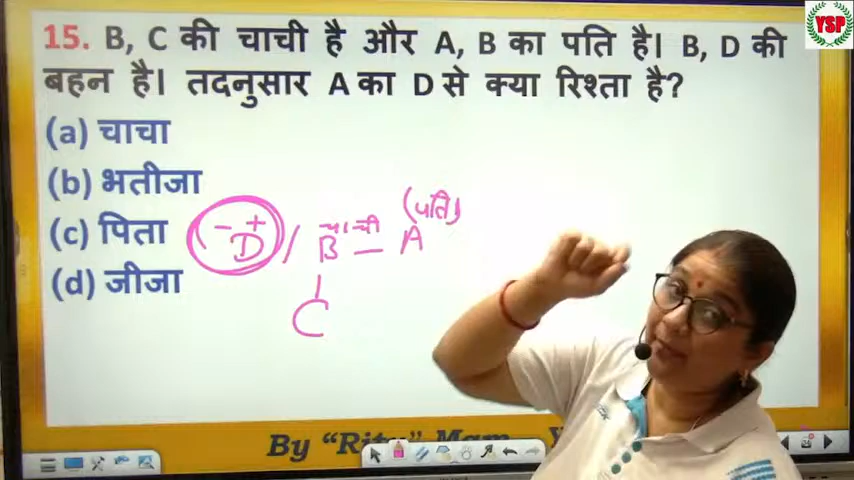 YSP
15. B, C की चाची है और A, B का पति है। B, D की
बहन है। तदनुसार A का D से क्या रिश्ता है?
(a) चाचा
(b) भतीजा
(c) पिता
(d) जीजा
- + D / चाची B — A (पति)
C
By "Ritu Mam